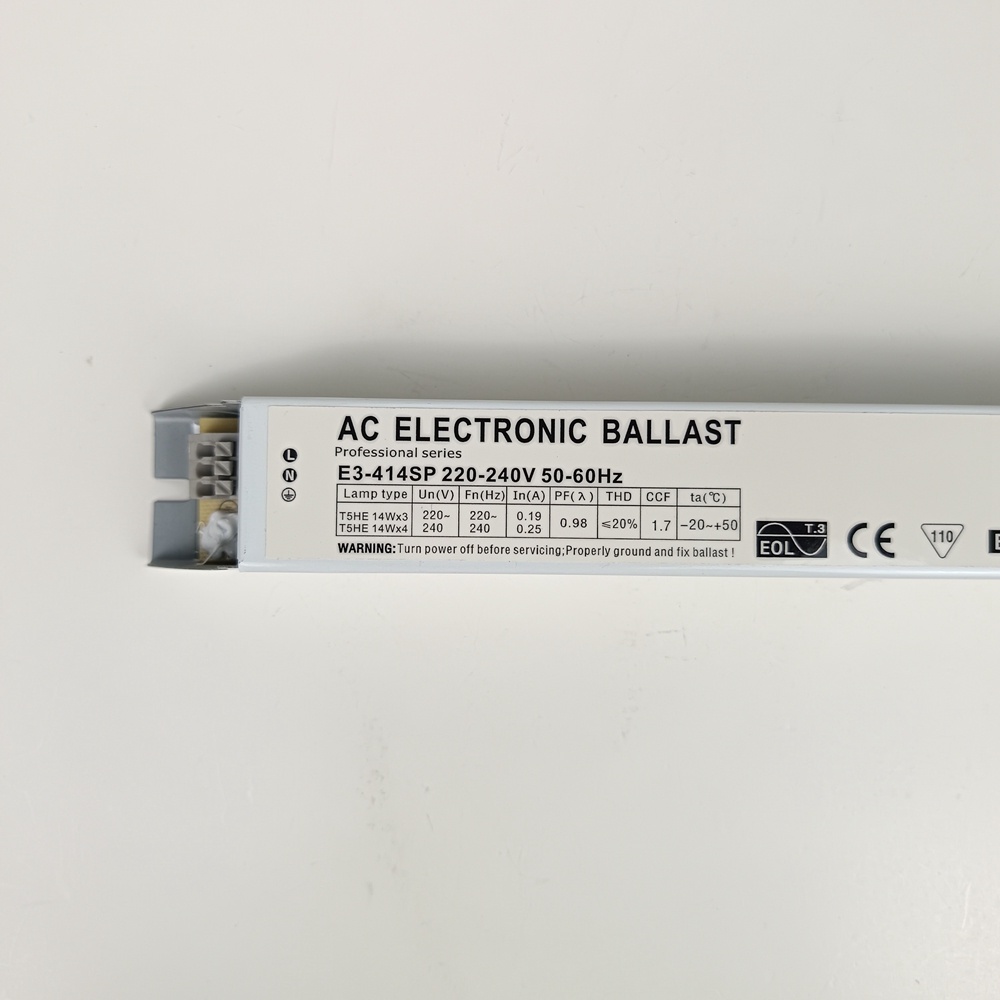 AC ELECTRONIC BALLAST
Professional series
E3-414SP 220-240V 50-60Hz
L
N
Lamp type Un(V) Fn(Hz) In(A) PF(λ) THD CCF ta(℃)
T5HE 14Wx3 220~ 220~ 0.19 0.98 ≤20% 1.7 -20~+50
T5HE 14Wx4 240 240 0.25
WARNING:Turn power off before servicing;Properly ground and fix ballast !
T.3
EOL
CE
110